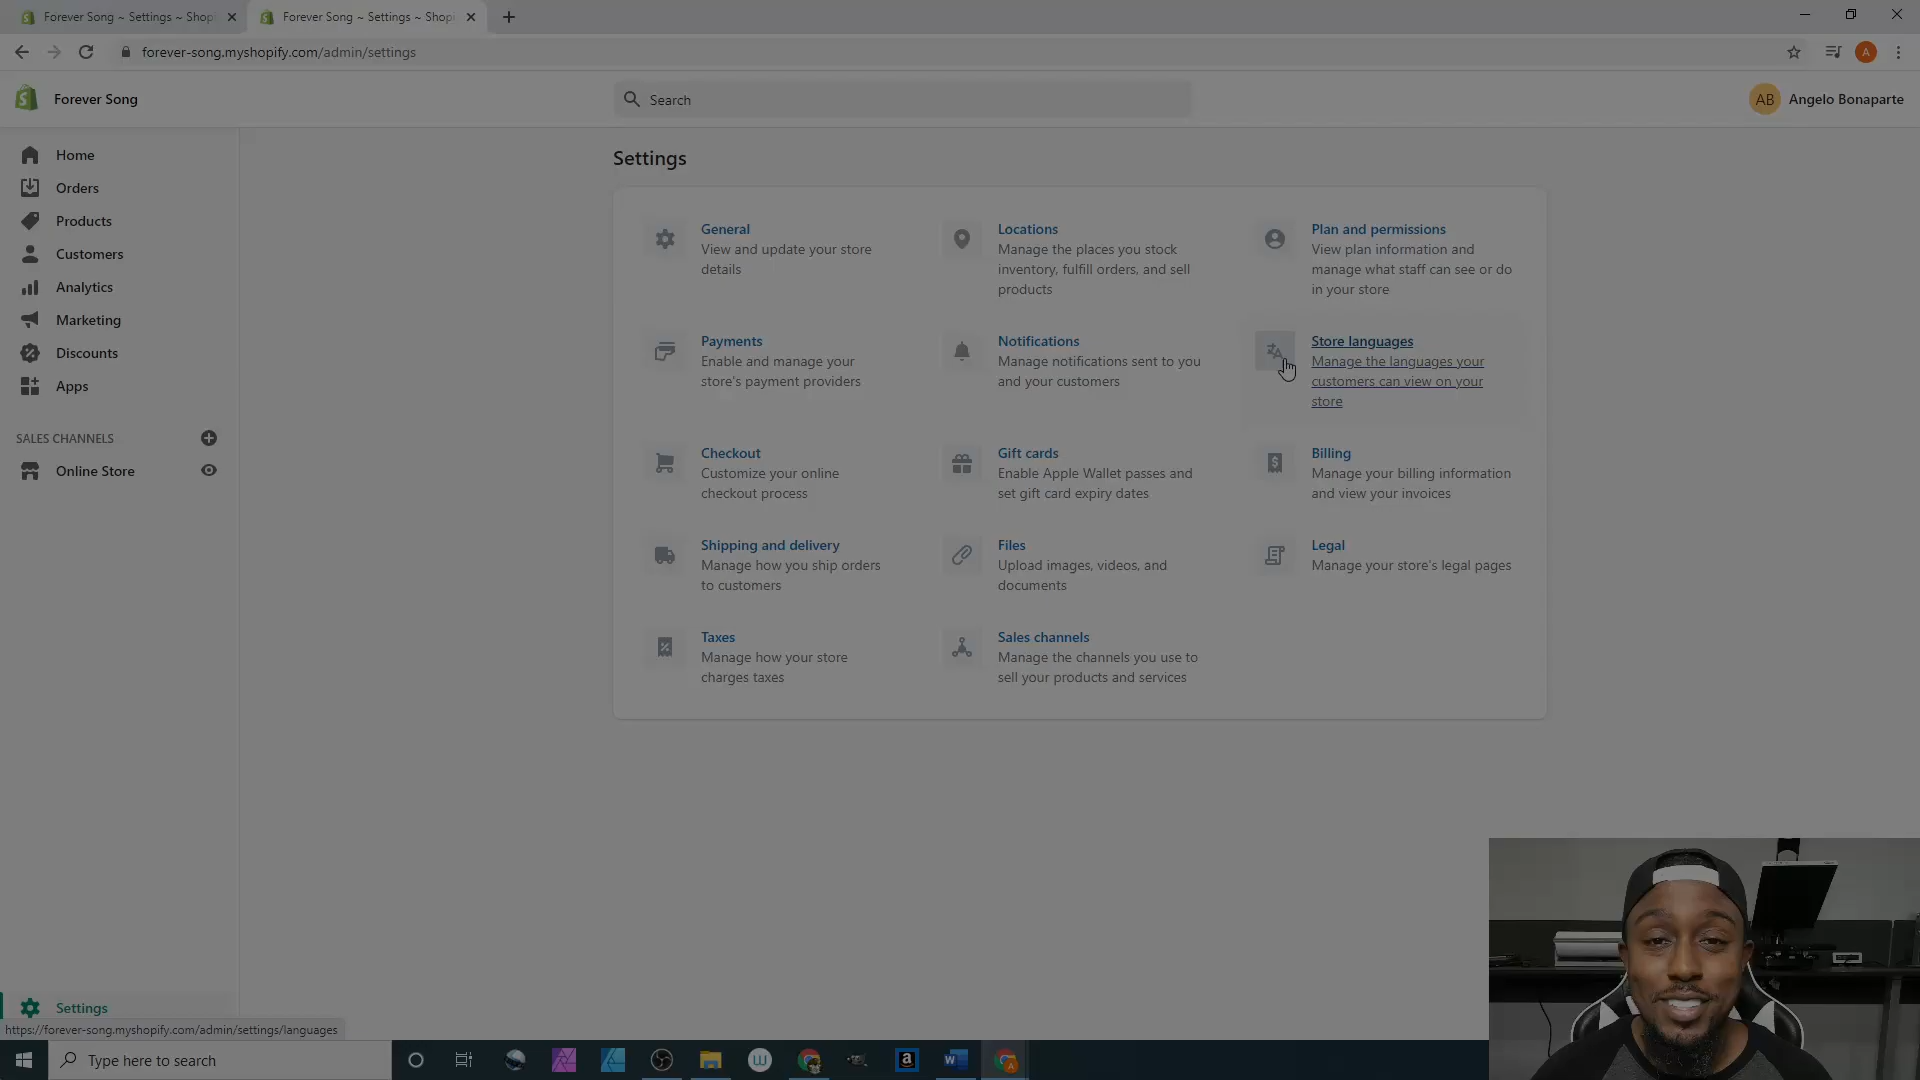 Forever Song ~ Settings ~ Shopi
Forever Song ~ Settings ~ Shopi
forever-song.myshopify.com/admin/settings
A
Forever Song
Search
AB
Angelo Bonaparte
Home
Orders
Products
Customers
Analytics
Marketing
Discounts
Apps
SALES CHANNELS
Online Store
Settings
General
View and update your store
details
Locations
Manage the places you stock
inventory, fulfill orders, and sell
products
Plan and permissions
View plan information and
manage what staff can see or do
in your store
Payments
Enable and manage your
store's payment providers
Notifications
Manage notifications sent to you
and your customers
Store languages
Manage the languages your
customers can view on your
store
Checkout
Customize your online
checkout process
Gift cards
Enable Apple Wallet passes and
set gift card expiry dates
Billing
Manage your billing information
and view your invoices
Shipping and delivery
Manage how you ship orders
to customers
Files
Upload images, videos, and
documents
Legal
Manage your store's legal pages
Taxes
Manage how your store
charges taxes
Sales channels
Manage the channels you use to
sell your products and services
Settings
https://forever-song.myshopify.com/admin/settings/languages
Type here to search